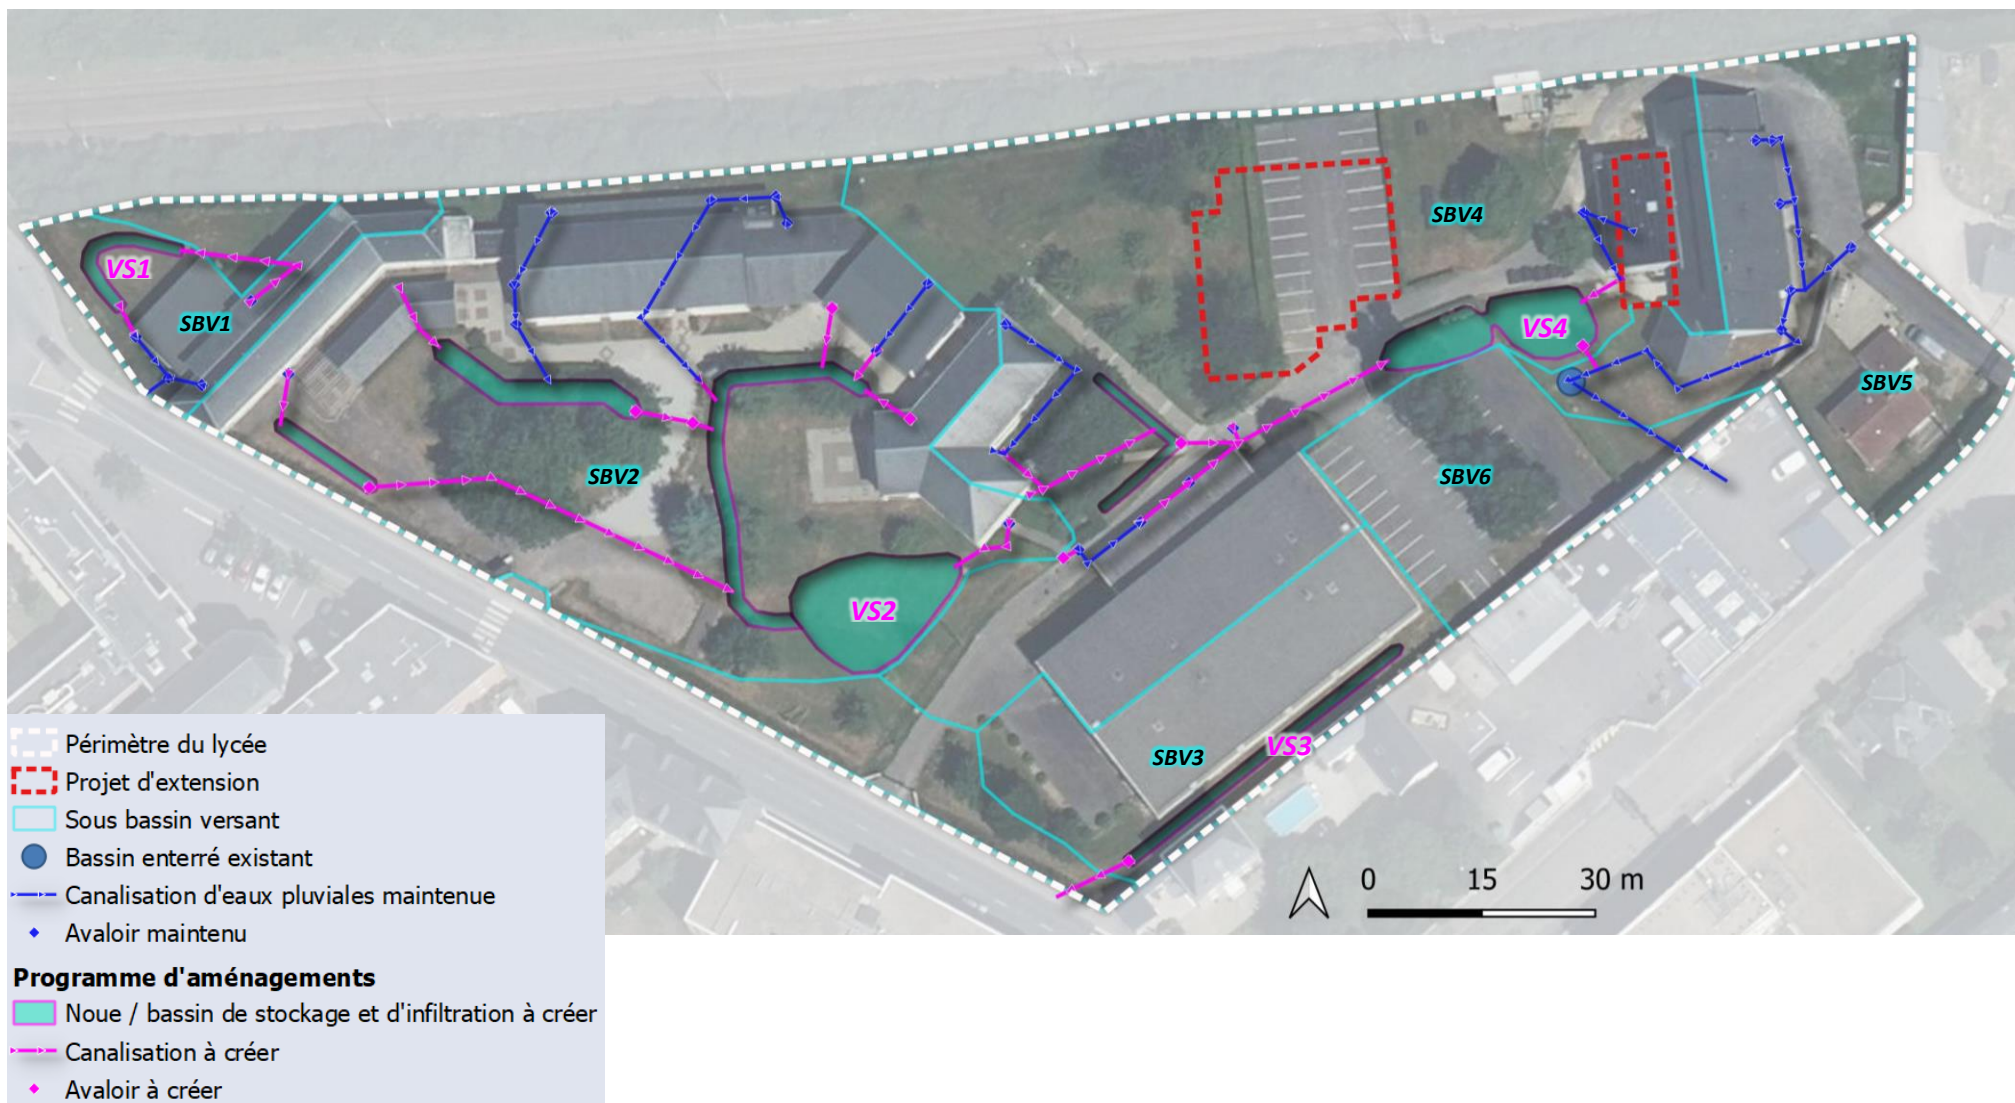 SBV4
VS1
SBV1
VS4
SBV5
SBV2
SBV6
VS2
VS3
SBV3
0 15 30 m
Périmètre du lycée
Projet d'extension
Sous bassin versant
Bassin enterré existant
Canalisation d'eaux pluviales maintenue
Avaloir maintenu
Programme d'aménagements
Noue / bassin de stockage et d'infiltration à créer
Canalisation à créer
Avaloir à créer